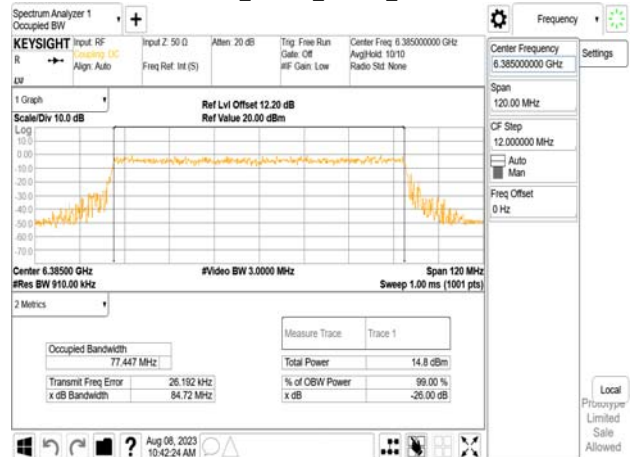 Spectrum Analyzer 1
Occupied BW
Frequency
KEYSIGHT
R
LXI
Input: RF
Coupling: DC
Align: Auto
Input Z: 50 Ω
Freq Ref: Int (S)
Atten: 20 dB
Trig: Free Run
Gate: Off
#IF Gain: Low
Center Freq: 6.385000000 GHz
Avg|Hold: 10/10
Radio Std: None
Center Frequency
6.385000000 GHz
Settings
Span
120.00 MHz
CF Step
12.000000 MHz
Auto
Man
Freq Offset
0 Hz
1 Graph
Scale/Div 10.0 dB
Ref Lvl Offset 12.20 dB
Ref Value 20.00 dBm
Log
10.0
0.00
-10.0
-20.0
-30.0
-40.0
-50.0
-60.0
-70.0
Center 6.38500 GHz
#Video BW 3.0000 MHz
Span 120 MHz
#Res BW 910.00 kHz
Sweep 1.00 ms (1001 pts)
2 Metrics
Measure Trace Trace 1
Occupied Bandwidth
77.447 MHz
Total Power 14.8 dBm
Transmit Freq Error 26.192 kHz
% of OBW Power 99.00 %
x dB Bandwidth 84.72 MHz
x dB -26.00 dB
Local
Prototype
Limited
Sale
Allowed
?
Aug 08, 2023
10:42:24 AM